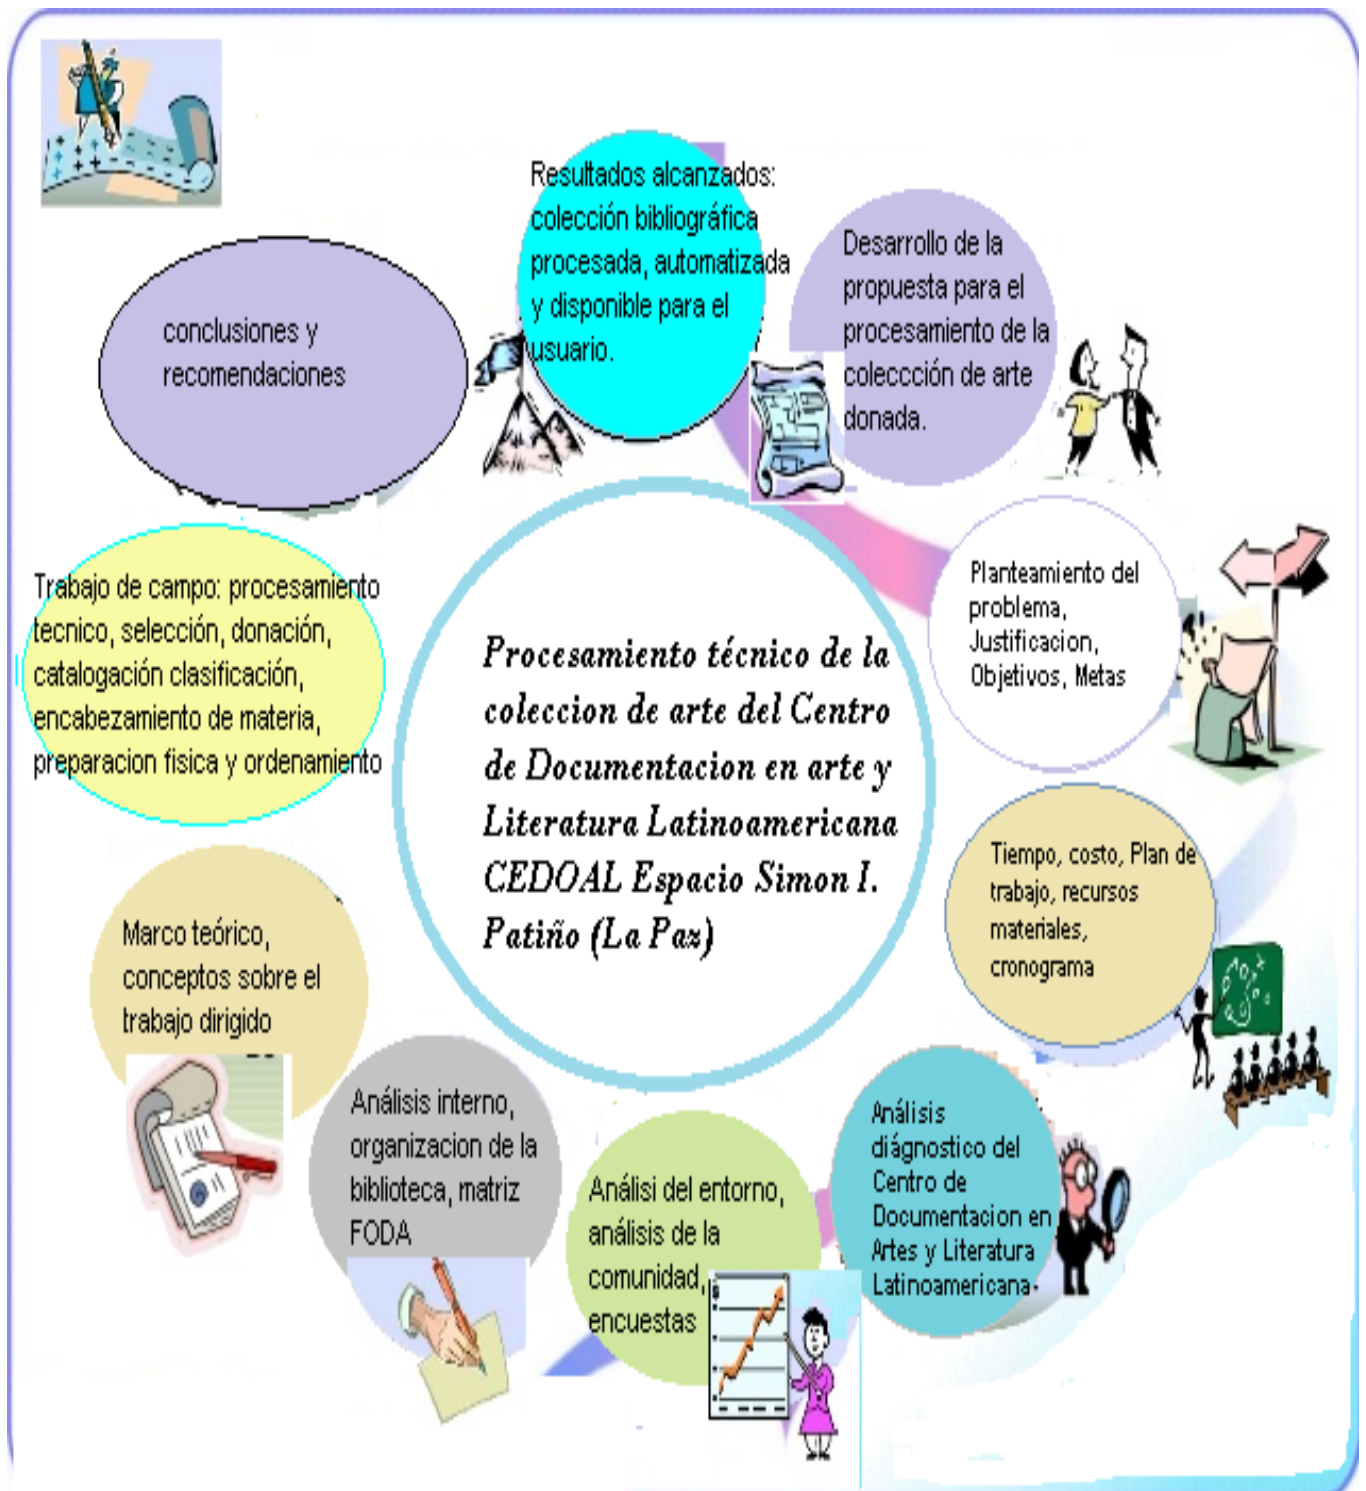 Resultados alcanzados:
colección bibliográfica
procesada, automatizada
y disponible para el
usuario.
Desarrollo de la
propuesta para el
procesamiento de la
coleccción de arte
donada.
conclusiones y
recomendaciones
Planteamiento del
problema,
Justificacion,
Objetivos, Metas
Trabajo de campo: procesamiento
tecnico, selección, donación,
catalogación clasificación,
encabezamiento de materia,
preparacion fisica y ordenamiento
Procesamiento técnico de la
coleccion de arte del Centro
de Documentacion en arte y
Literatura Latinoamericana
CEDOAL Espacio Simon I.
Patiño (La Paz)
Tiempo, costo, Plan de
trabajo, recursos
materiales,
cronograma
Marco teórico,
conceptos sobre el
trabajo dirigido
Análisis interno,
organizacion de la
biblioteca, matriz
FODA
Análisi del entorno,
análisis de la
comunidad,
encuestas
Análisis
diágnostico del
Centro de
Documentacion en
Artes y Literatura
Latinoamericana-